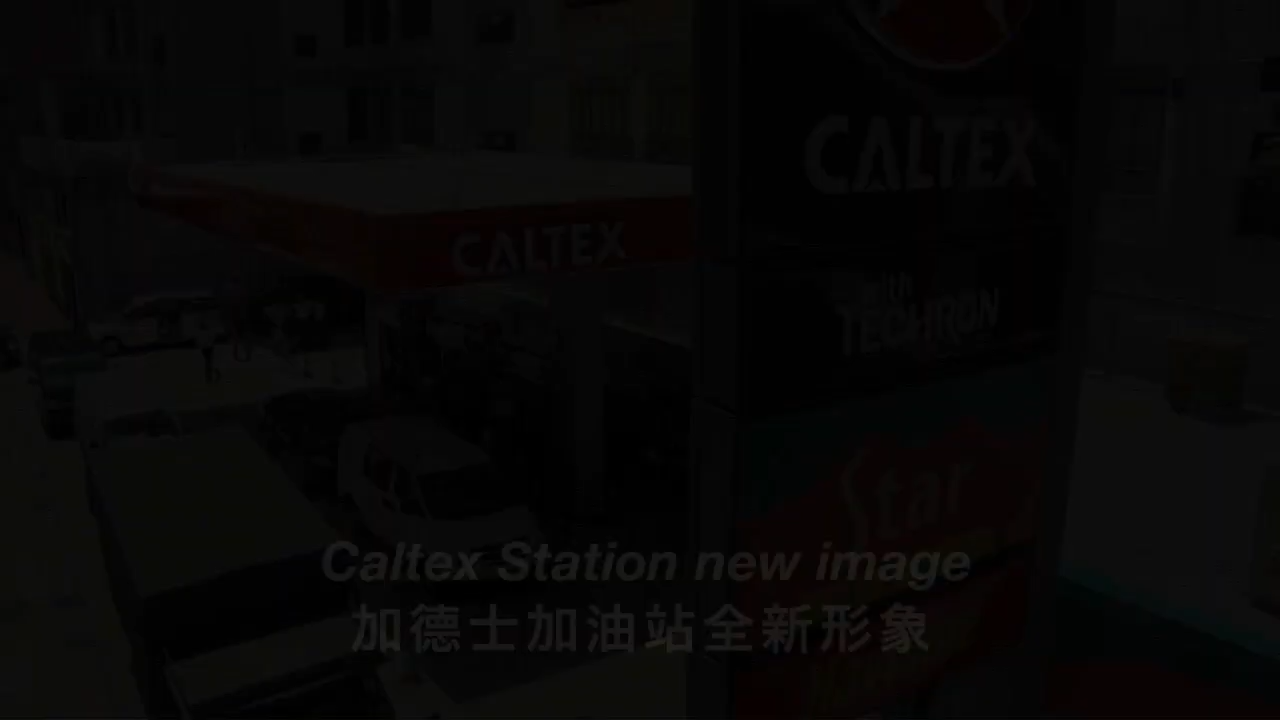 CALTEX
CALTEX
TECHRON
Star
Caltex Station new image
加德士加油站全新形象